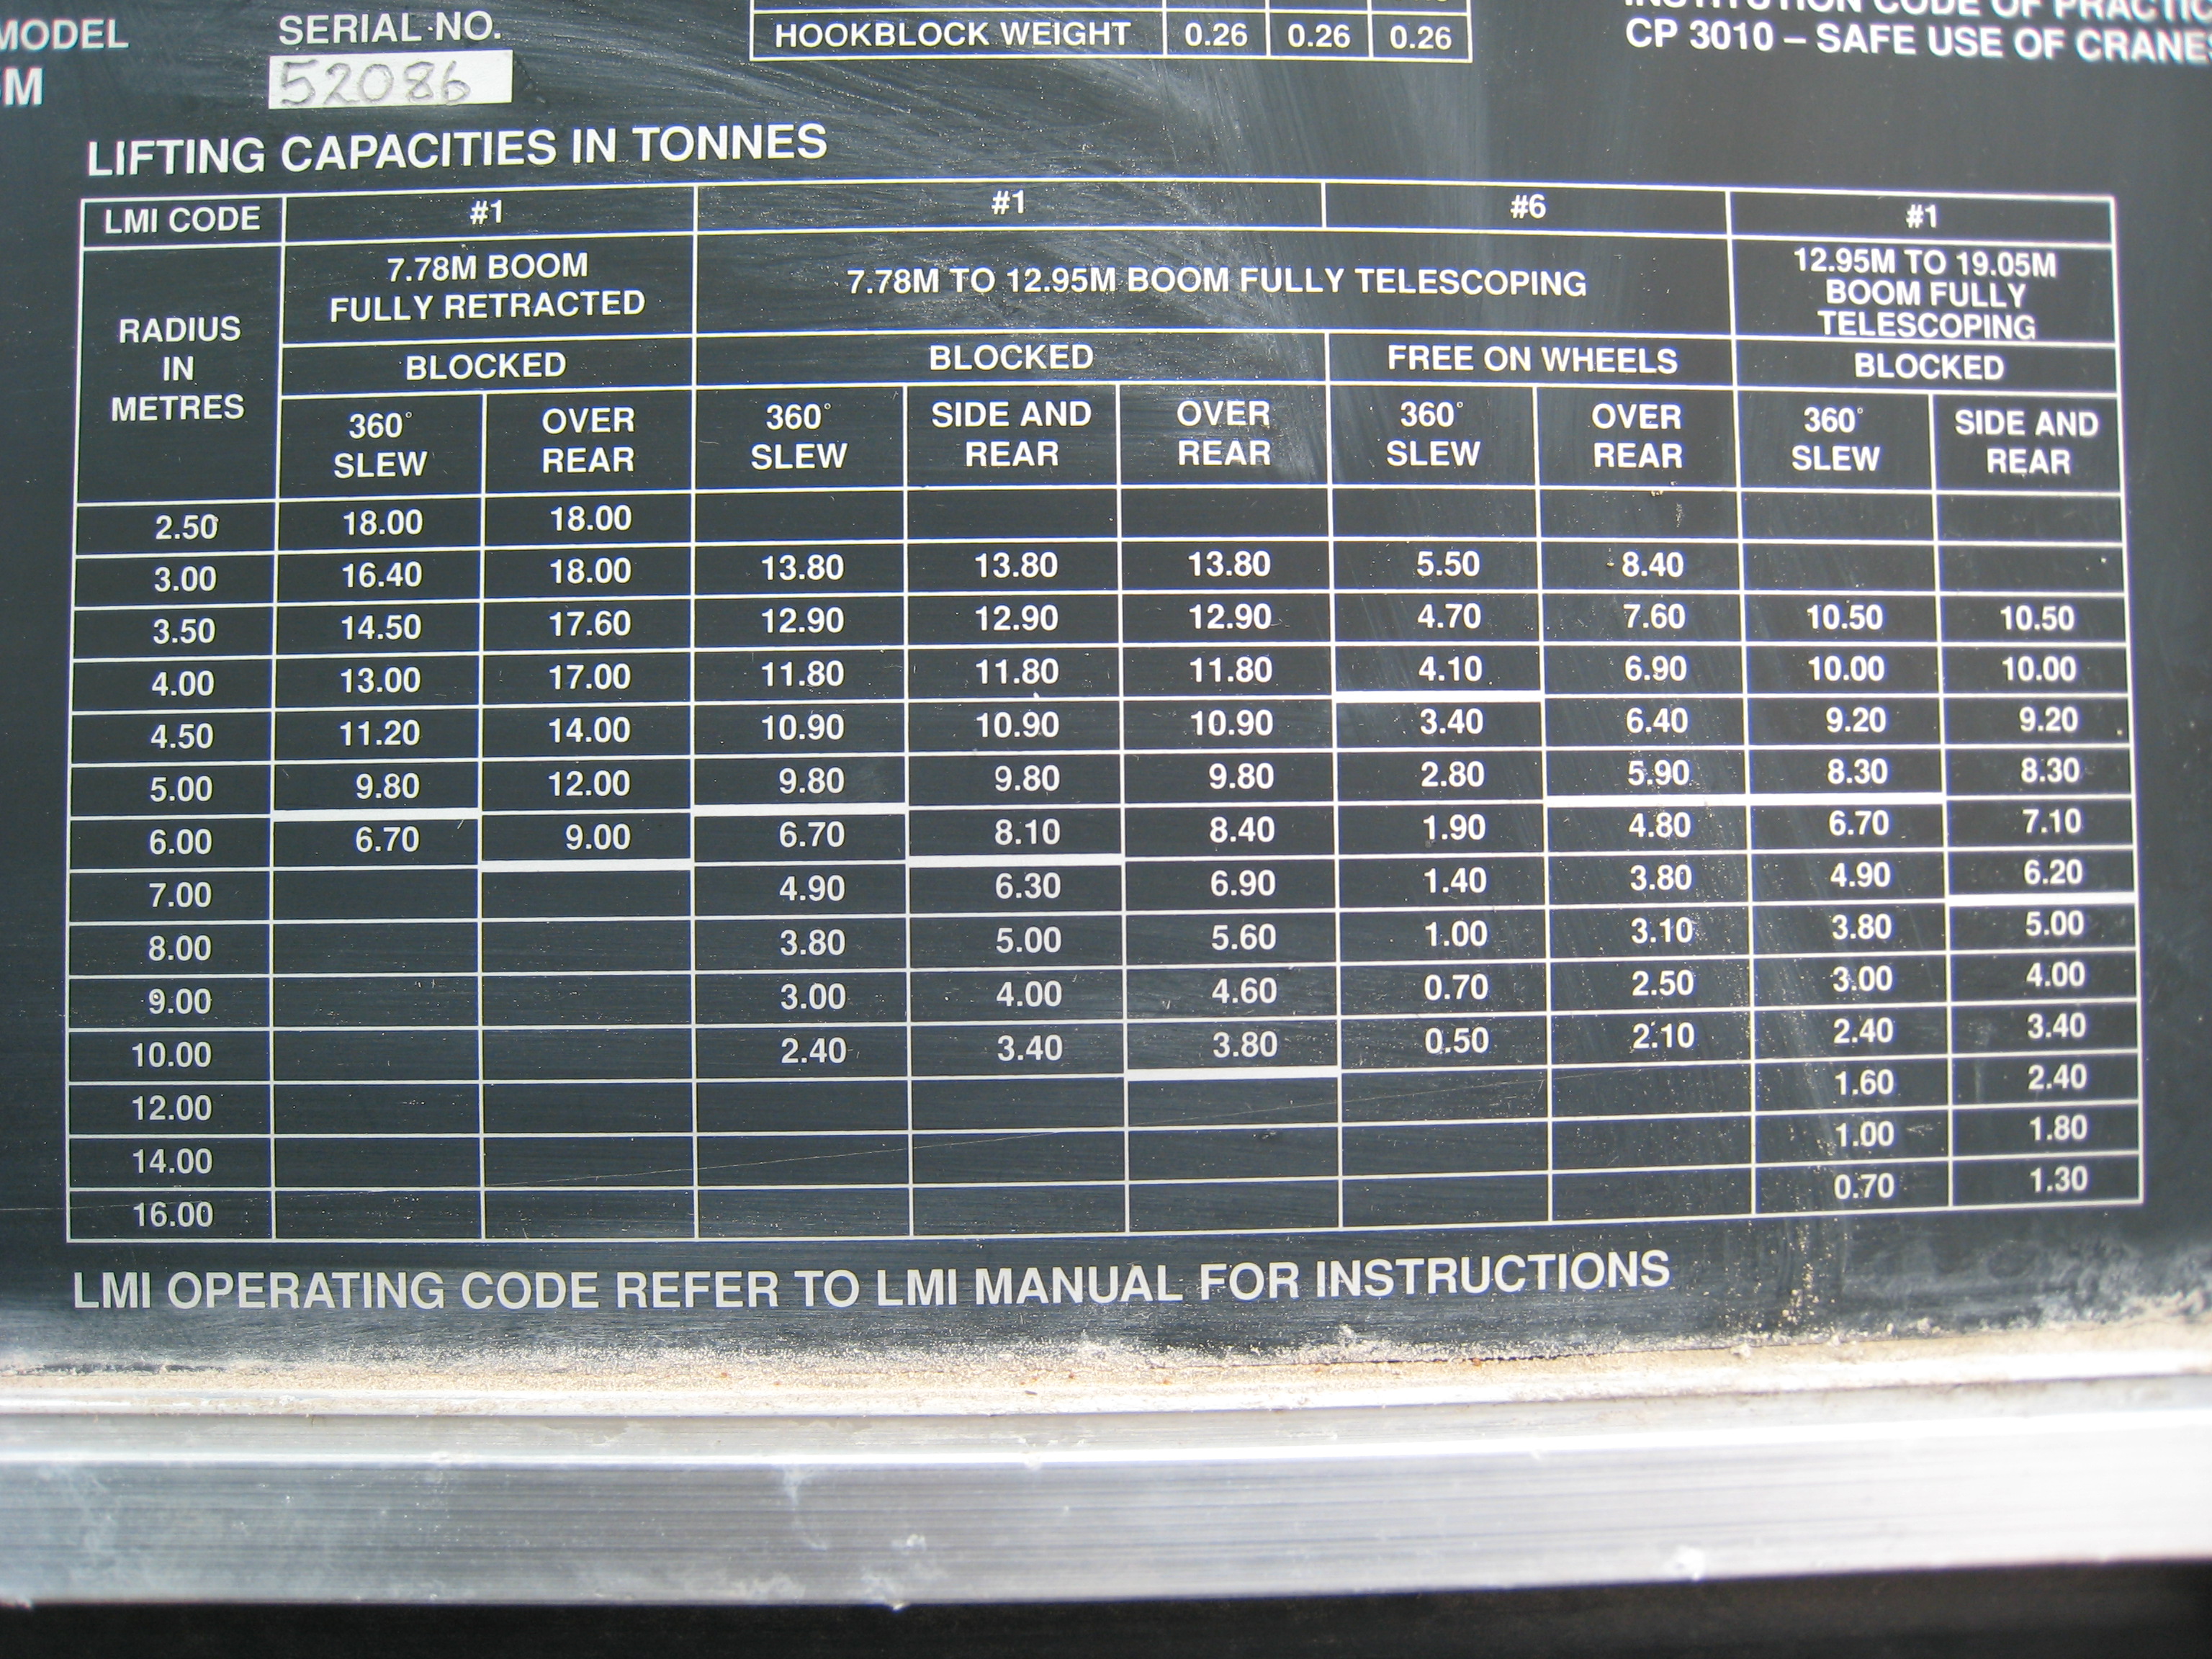 MODEL
SERIAL NO.
HOOKBLOCK WEIGHT 0.26 0.26 0.26
INSTITUTION CODE OF PRACTIC
CP 3010 – SAFE USE OF CRANES
M
52086
LIFTING CAPACITIES IN TONNES
LMI CODE #1 #1 #6 #1
RADIUS
IN
METRES
7.78M BOOM
FULLY RETRACTED
7.78M TO 12.95M BOOM FULLY TELESCOPING
12.95M TO 19.05M
BOOM FULLY
TELESCOPING
BLOCKED BLOCKED FREE ON WHEELS BLOCKED
360° OVER 360° SIDE AND OVER 360° OVER 360° SIDE AND
SLEW REAR SLEW REAR REAR SLEW REAR SLEW REAR
2.50 18.00 18.00
3.00 16.40 18.00 13.80 13.80 13.80 5.50 8.40
3.50 14.50 17.60 12.90 12.90 12.90 4.70 7.60 10.50 10.50
4.00 13.00 17.00 11.80 11.80 11.80 4.10 6.90 10.00 10.00
4.50 11.20 14.00 10.90 10.90 10.90 3.40 6.40 9.20 9.20
5.00 9.80 12.00 9.80 9.80 9.80 2.80 5.90 8.30 8.30
6.00 6.70 9.00 6.70 8.10 8.40 1.90 4.80 6.70 7.10
7.00 4.90 6.30 6.90 1.40 3.80 4.90 6.20
8.00 3.80 5.00 5.60 1.00 3.10 3.80 5.00
9.00 3.00 4.00 4.60 0.70 2.50 3.00 4.00
10.00 2.40 3.40 3.80 0.50 2.10 2.40 3.40
12.00 1.60 2.40
14.00 1.00 1.80
16.00 0.70 1.30
LMI OPERATING CODE REFER TO LMI MANUAL FOR INSTRUCTIONS